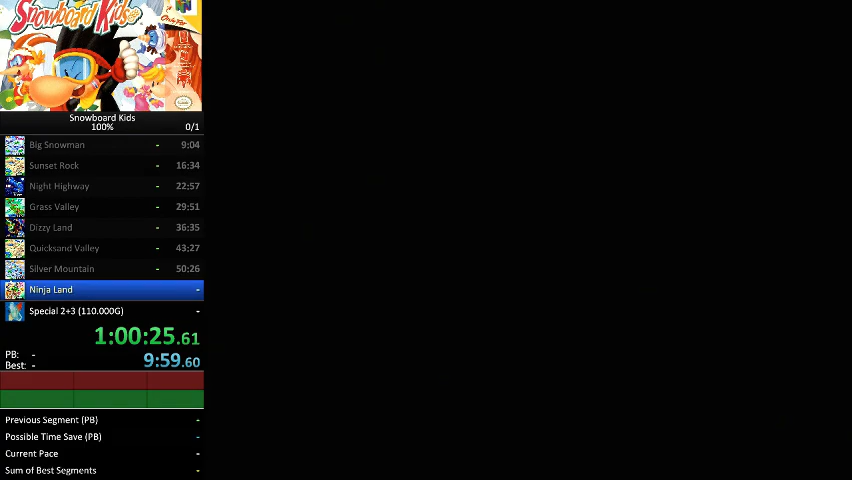 Snowboard Kids
Only For
Snowboard Kids
100% 0/1
Big Snowman - 9:04
Sunset Rock - 16:34
Night Highway - 22:57
Grass Valley - 29:51
Dizzy Land - 36:35
Quicksand Valley - 43:27
Silver Mountain - 50:26
Ninja Land -
Special 2+3 (110.000G) -
1:00:25.61
PB: -
Best: - 9:59.60
Previous Segment (PB) -
Possible Time Save (PB) -
Current Pace -
Sum of Best Segments -